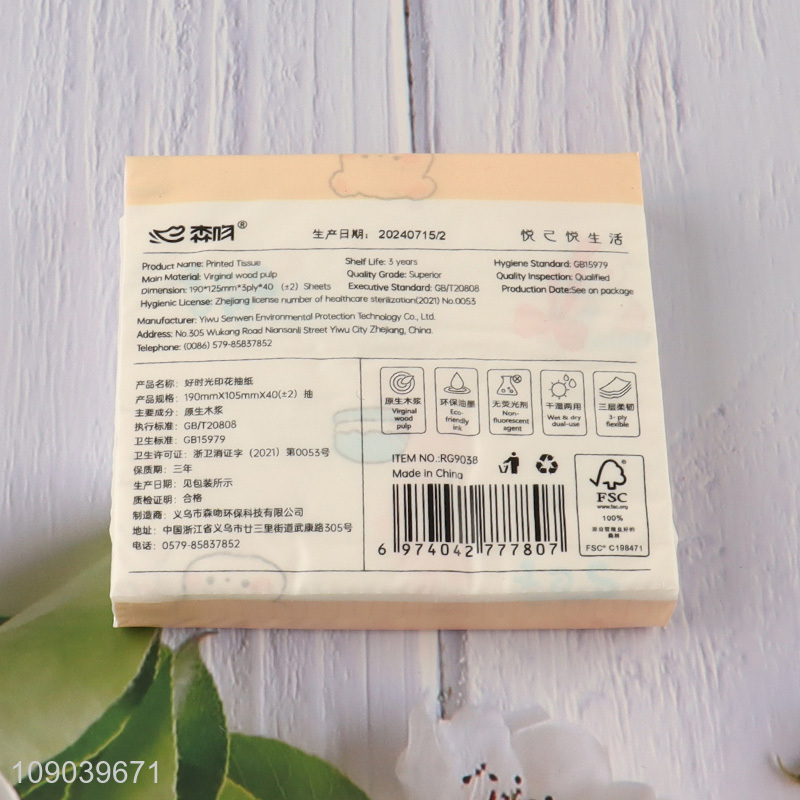 森吻® 生产日期: 20240715/2 悦己悦生活
Product Name: Printed Tissue Shelf Life: 3 years Hygiene Standard: GB15979
Main Material: Virginal wood pulp Quality Grade: Superior Quality Inspection: Qualified
Dimension: 190*125mm*3ply*40 (±2) Sheets Executive Standard: GB/T20808 Production Date:See on package
Hygienic License: Zhejiang license number of healthcare sterilization(2021) No.0053
Manufacturer: Yiwu Senwen Environmental Protection Technology Co., Ltd.
Address: No.305 Wukang Road Niansanli Street Yiwu City Zhejiang, China.
Telephone: (0086) 579-85837852
产品名称: 好时光印花抽纸
产品规格: 190mmX105mmX40(±2) 抽
主要成分: 原生木浆
执行标准: GB/T20808
卫生标准: GB15979
卫生许可证: 浙卫消证字 (2021) 第0053号
保质期: 三年
生产日期: 见包装所示
质检证明: 合格
制造商: 义乌市森吻环保科技有限公司
地址: 中国浙江省义乌市廿三里街道武康路305号
电话: 0579-85837852
原生木浆
Virginal
wood
pulp
环保油墨
Eco-
friendly
ink
无荧光剂
Non-
fluorescent
agent
干湿两用
Wet & dry
dual-use
三层柔韧
3-ply
flexible
ITEM NO.:RG9038
Made in China
6 974042 777807
FSC
www.fsc.org
100%
源自管理良好的
森林
FSC® C198471
109039671